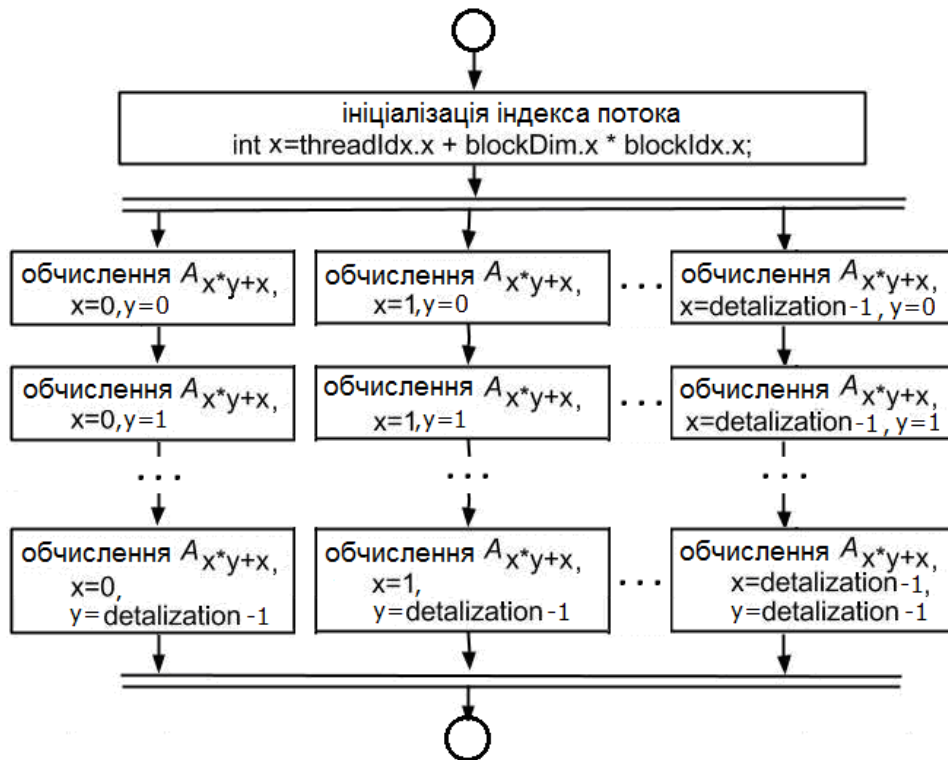 ініціалізація індекса потока
int x=threadIdx.x + blockDim.x * blockIdx.x;
обчислення A x*y+x,
x=0,y=0
обчислення A x*y+x,
x=1,y=0
. . .
обчислення A x*y+x,
x=detalization-1, y=0
обчислення A x*y+x,
x=0,y=1
обчислення A x*y+x,
x=1,y=1
. . .
обчислення A x*y+x,
x=detalization-1, y=1
. . .
. . .
. . .
обчислення A x*y+x,
x=0,
y=detalization-1
обчислення A x*y+x,
x=1,
y=detalization-1
. . .
обчислення A x*y+x,
x=detalization-1,
y=detalization-1